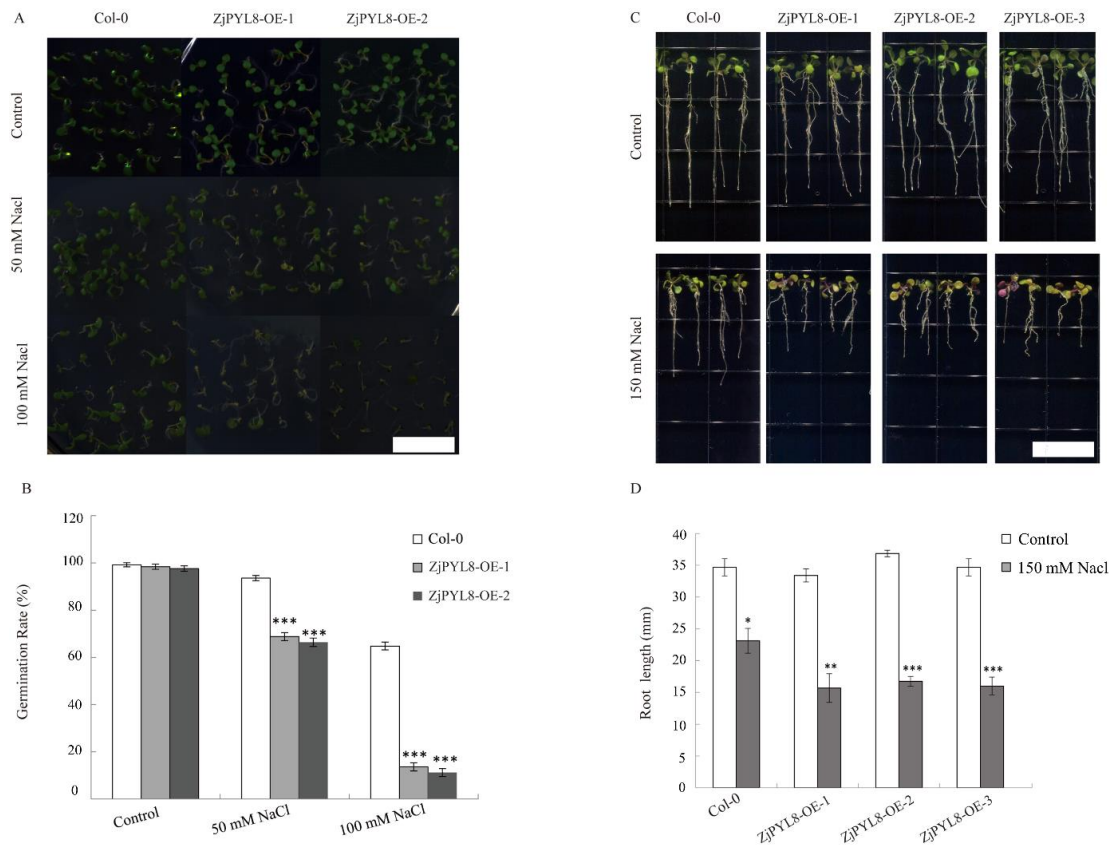 A
Col-0 ZjPYL8-OE-1 ZjPYL8-OE-2
Control
50 mM Nacl
100 mM Nacl
B
120
100
80
60
40
20
0
Germination Rate (%)
Col-0
ZjPYL8-OE-1
ZjPYL8-OE-2
*** ***
*** ***
Control 50 mM NaCl 100 mM NaCl
C
Col-0 ZjPYL8-OE-1 ZjPYL8-OE-2 ZjPYL8-OE-3
Control
150 mM Nacl
D
40
35
30
25
20
15
10
5
0
Root length (mm)
Control
150 mM Nacl
* ** *** ***
Col-0 ZjPYL8-OE-1 ZjPYL8-OE-2 ZjPYL8-OE-3